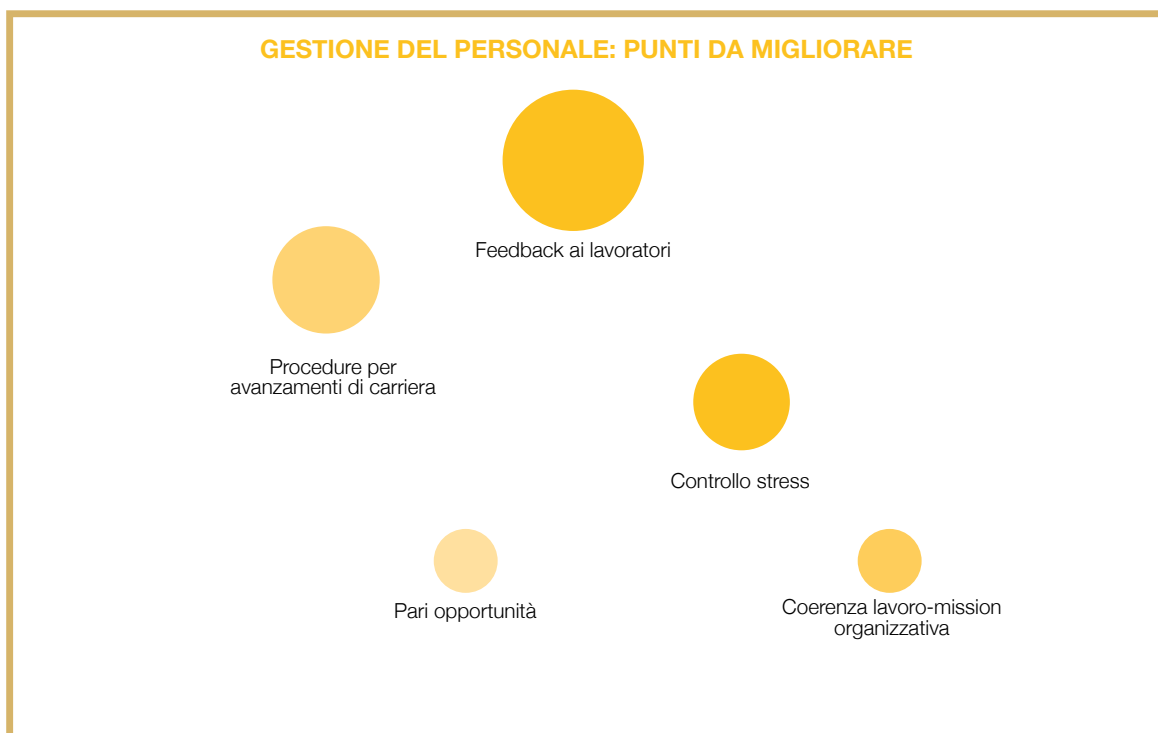 GESTIONE DEL PERSONALE: PUNTI DA MIGLIORARE
Feedback ai lavoratori
Procedure per
avanzamenti di carriera
Controllo stress
Pari opportunità
Coerenza lavoro-mission
organizzativa